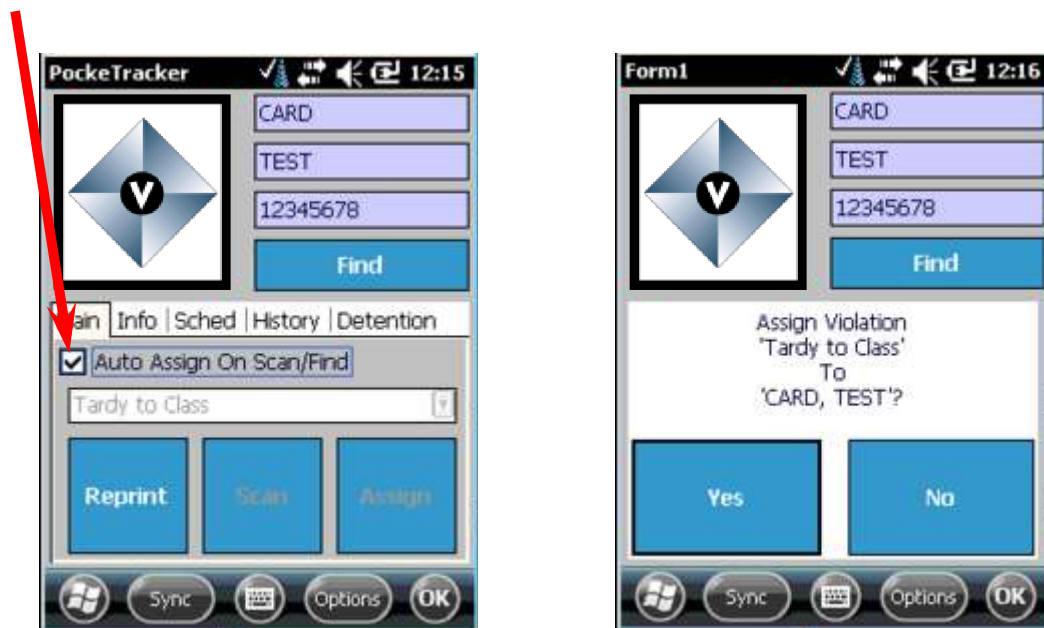 PockeTracker 12:15
CARD
TEST
12345678
Find
ain Info Sched History Detention
Auto Assign On Scan/Find
Tardy to Class
Reprint Scan Assign
Sync Options OK
Form1 12:16
CARD
TEST
12345678
Find
Assign Violation
'Tardy to Class'
To
'CARD, TEST'?
Yes No
Sync Options OK
V
V